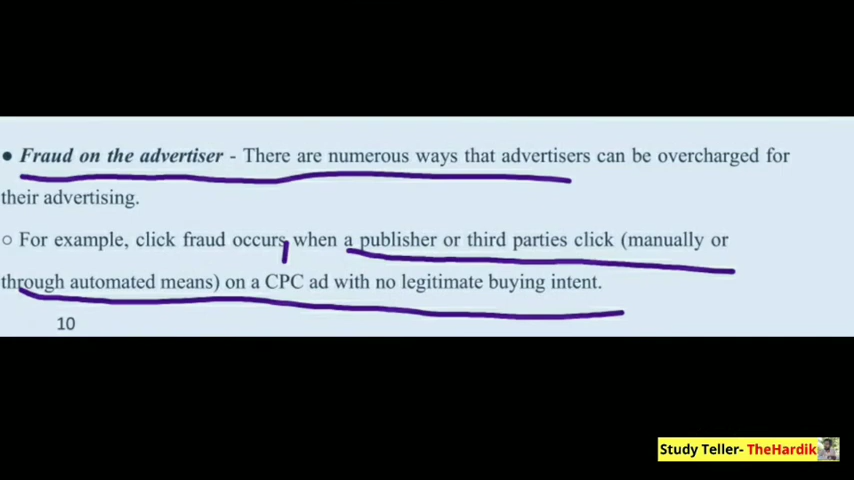 ● Fraud on the advertiser - There are numerous ways that advertisers can be overcharged for
their advertising.
○ For example, click fraud occurs when a publisher or third parties click (manually or
through automated means) on a CPC ad with no legitimate buying intent.
10
Study Teller- TheHardik